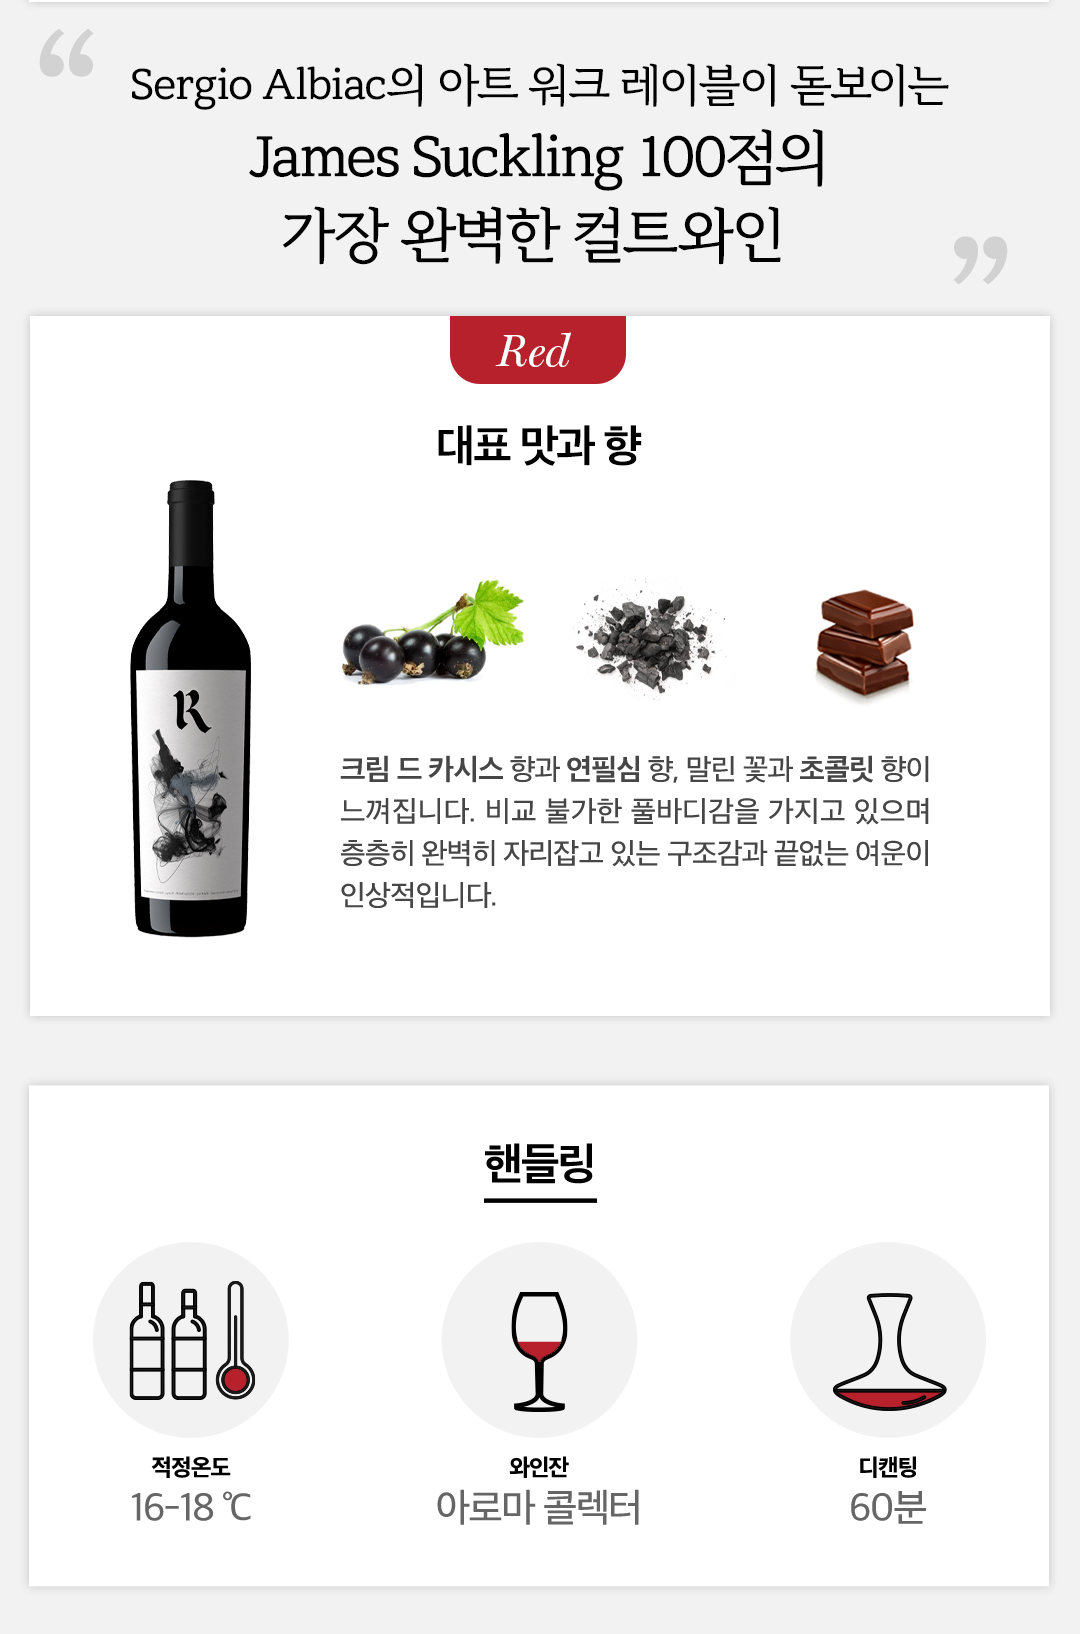 “
Sergio Albiac의 아트 워크 레이블이 돋보이는
James Suckling 100점의
가장 완벽한 컬트와인
”
Red
대표 맛과 향
R
크림 드 카시스 향과 연필심 향, 말린 꽃과 초콜릿 향이
느껴집니다. 비교 불가한 풀바디감을 가지고 있으며
층층히 완벽히 자리잡고 있는 구조감과 끝없는 여운이
인상적입니다.
핸들링
적정온도
16-18 ℃
와인잔
아로마 콜렉터
디캔팅
60분